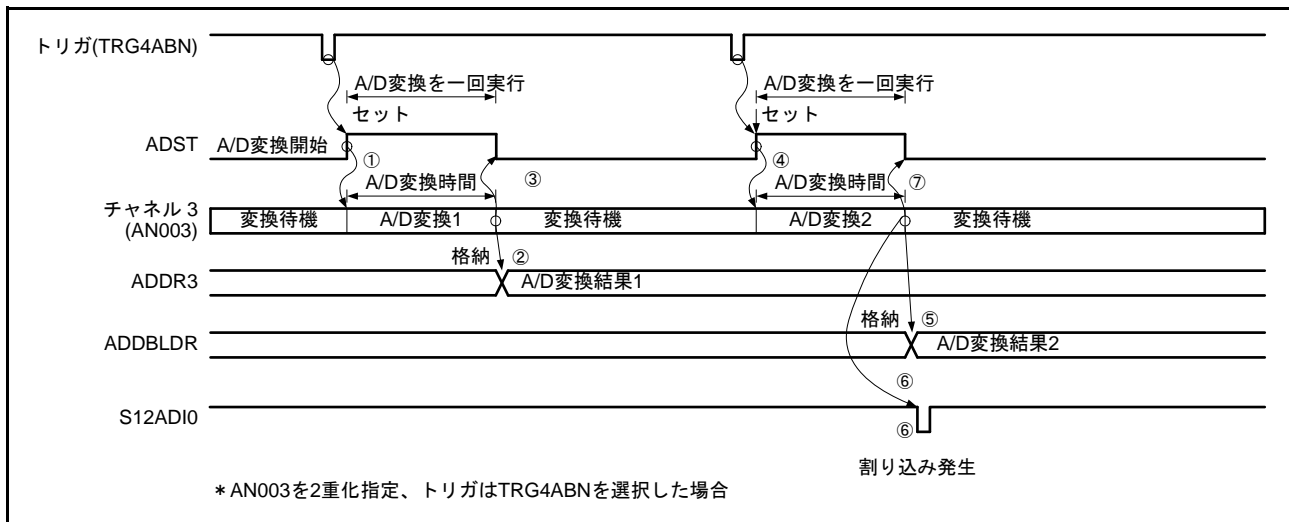 トリガ(TRG4ABN)
A/D変換を一回実行
A/D変換を一回実行
セット
セット
ADST
A/D変換開始
①
③
④
⑦
A/D変換時間
A/D変換時間
チャネル 3
(AN003)
変換待機
A/D変換1
変換待機
A/D変換2
変換待機
格納
②
ADDR3
A/D変換結果1
格納
⑤
ADDBLDR
A/D変換結果2
⑥
S12ADI0
⑥
割り込み発生
＊AN003を2重化指定、トリガはTRG4ABNを選択した場合